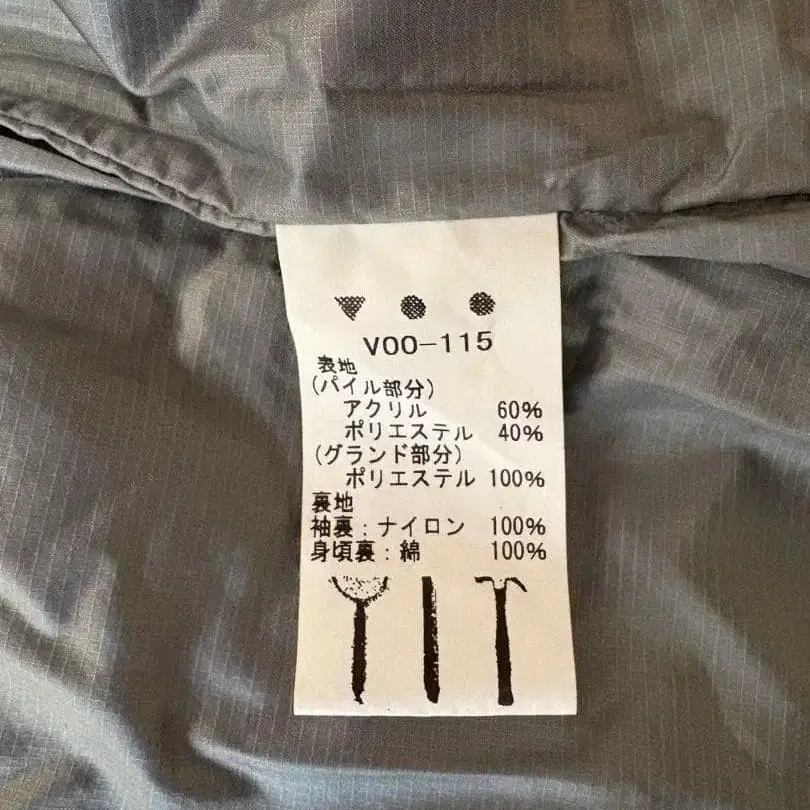 V00-115
表地
(パイル部分)
アクリル 60%
ポリエステル 40%
(グランド部分)
ポリエステル 100%
裏地
袖裏：ナイロン 100%
身頃裏：綿 100%